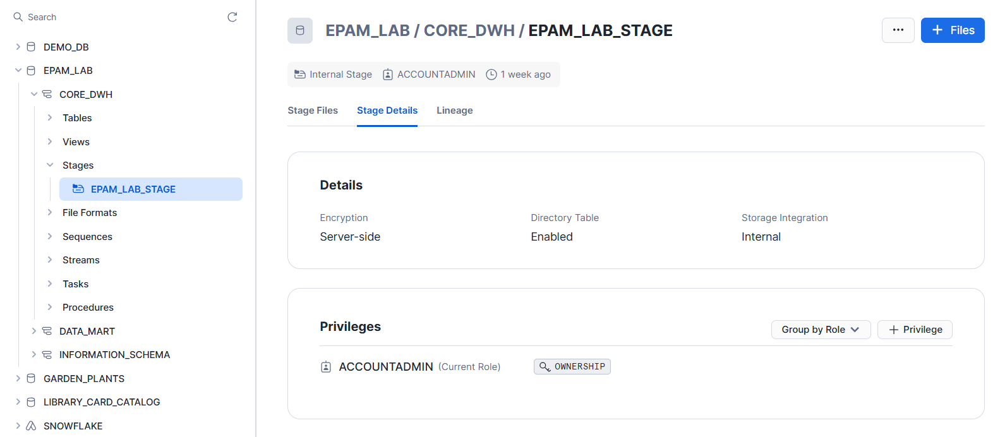 Search
DEMO_DB
EPAM_LAB
CORE_DWH
Tables
Views
Stages
EPAM_LAB_STAGE
File Formats
Sequences
Streams
Tasks
Procedures
DATA_MART
INFORMATION_SCHEMA
GARDEN_PLANTS
LIBRARY_CARD_CATALOG
SNOWFLAKE
EPAM_LAB / CORE_DWH / EPAM_LAB_STAGE
... + Files
Internal Stage ACCOUNTADMIN 1 week ago
Stage Files Stage Details Lineage
Details
Encryption Directory Table Storage Integration
Server-side Enabled Internal
Privileges Group by Role + Privilege
ACCOUNTADMIN (Current Role) OWNERSHIP